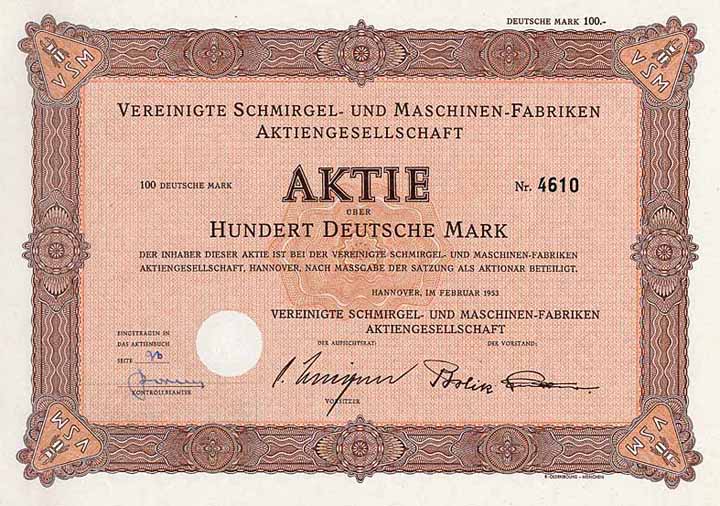 DEUTSCHE MARK 100.-
VSM
VSM
VEREINIGTE SCHMIRGEL- UND MASCHINEN-FABRIKEN
AKTIENGESELLSCHAFT
100 DEUTSCHE MARK
AKTIE
Nr. 4610
ÜBER
HUNDERT DEUTSCHE MARK
DER INHABER DIESER AKTIE IST BEI DER VEREINIGTE SCHMIRGEL- UND MASCHINEN-FABRIKEN
AKTIENGESELLSCHAFT, HANNOVER, NACH MASSGABE DER SATZUNG ALS AKTIONAR BETEILIGT.
HANNOVER, IM FEBRUAR 1953
VEREINIGTE SCHMIRGEL- UND MASCHINEN-FABRIKEN
AKTIENGESELLSCHAFT
EINGETRAGEN IN
DAS AKTIENBUCH
SEITE
KONTROLLBEAMTER
DER AUFSICHTSRAT:
DER VORSTAND:
VORSITZER
VSM
VSM
R. OLDENBOURG - MÜNCHEN